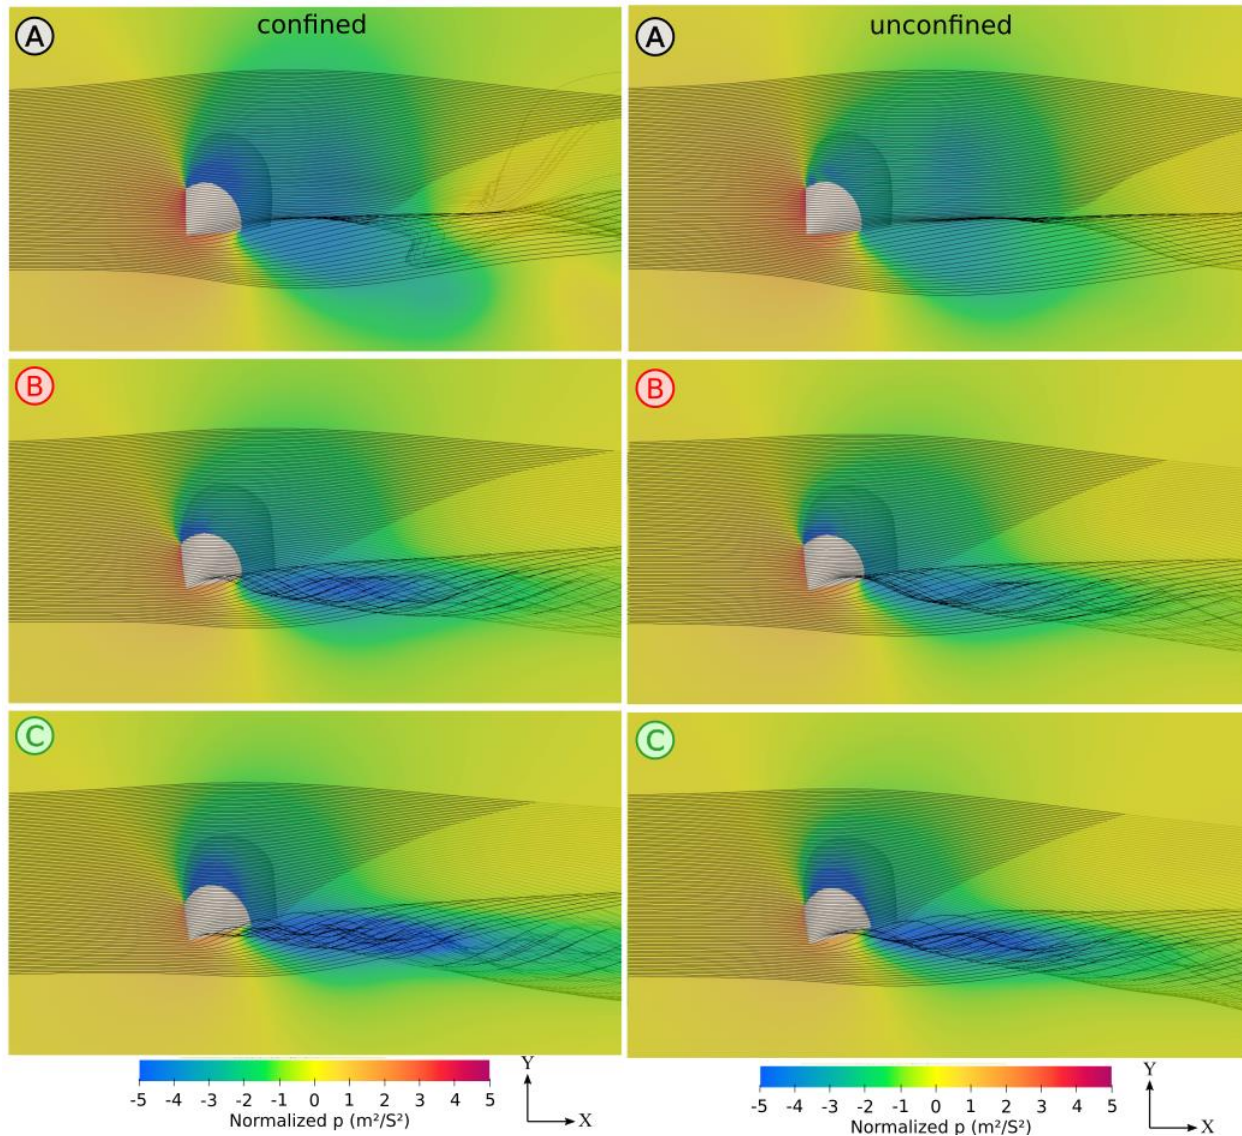 A confined
A unconfined
B
B
C
C
-5 -4 -3 -2 -1 0 1 2 3 4 5
Normalized p (m²/S²)
Y
X
-5 -4 -3 -2 -1 0 1 2 3 4 5
Normalized p (m²/S²)
Y
X